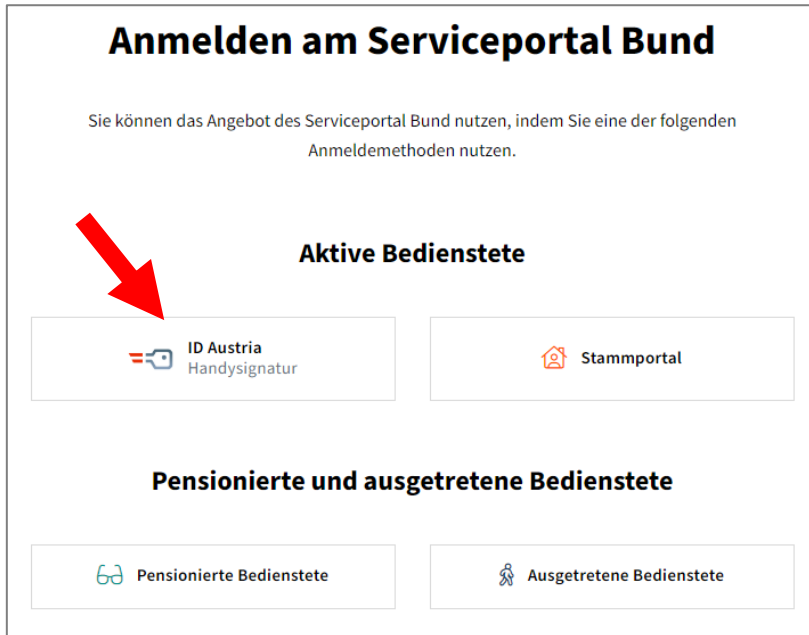 Anmelden am Serviceportal Bund
Sie können das Angebot des Serviceportal Bund nutzen, indem Sie eine der folgenden
Anmeldemethoden nutzen.
Aktive Bedienstete
ID Austria
Handysignatur
Stammportal
Pensionierte und ausgetretene Bedienstete
Pensionierte Bedienstete
Ausgetretene Bedienstete